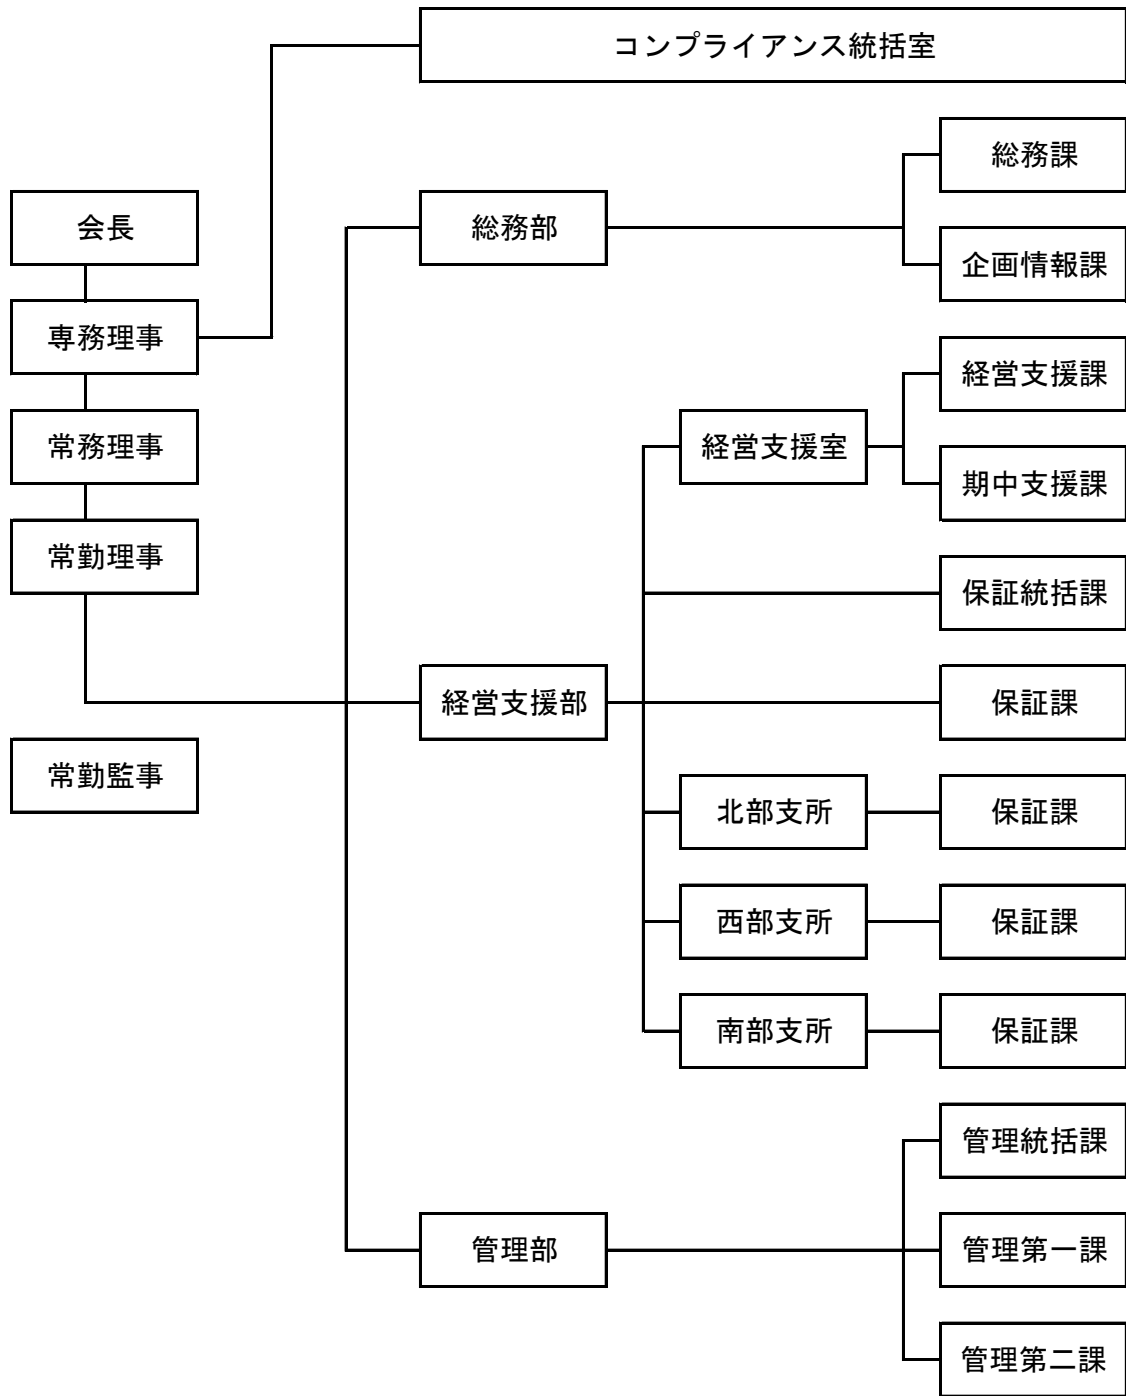 コンプライアンス統括室
総務課
会長
総務部
企画情報課
専務理事
経営支援課
常務理事
経営支援室
期中支援課
常勤理事
保証統括課
経営支援部
保証課
常勤監事
北部支所
保証課
西部支所
保証課
南部支所
保証課
管理統括課
管理部
管理第一課
管理第二課